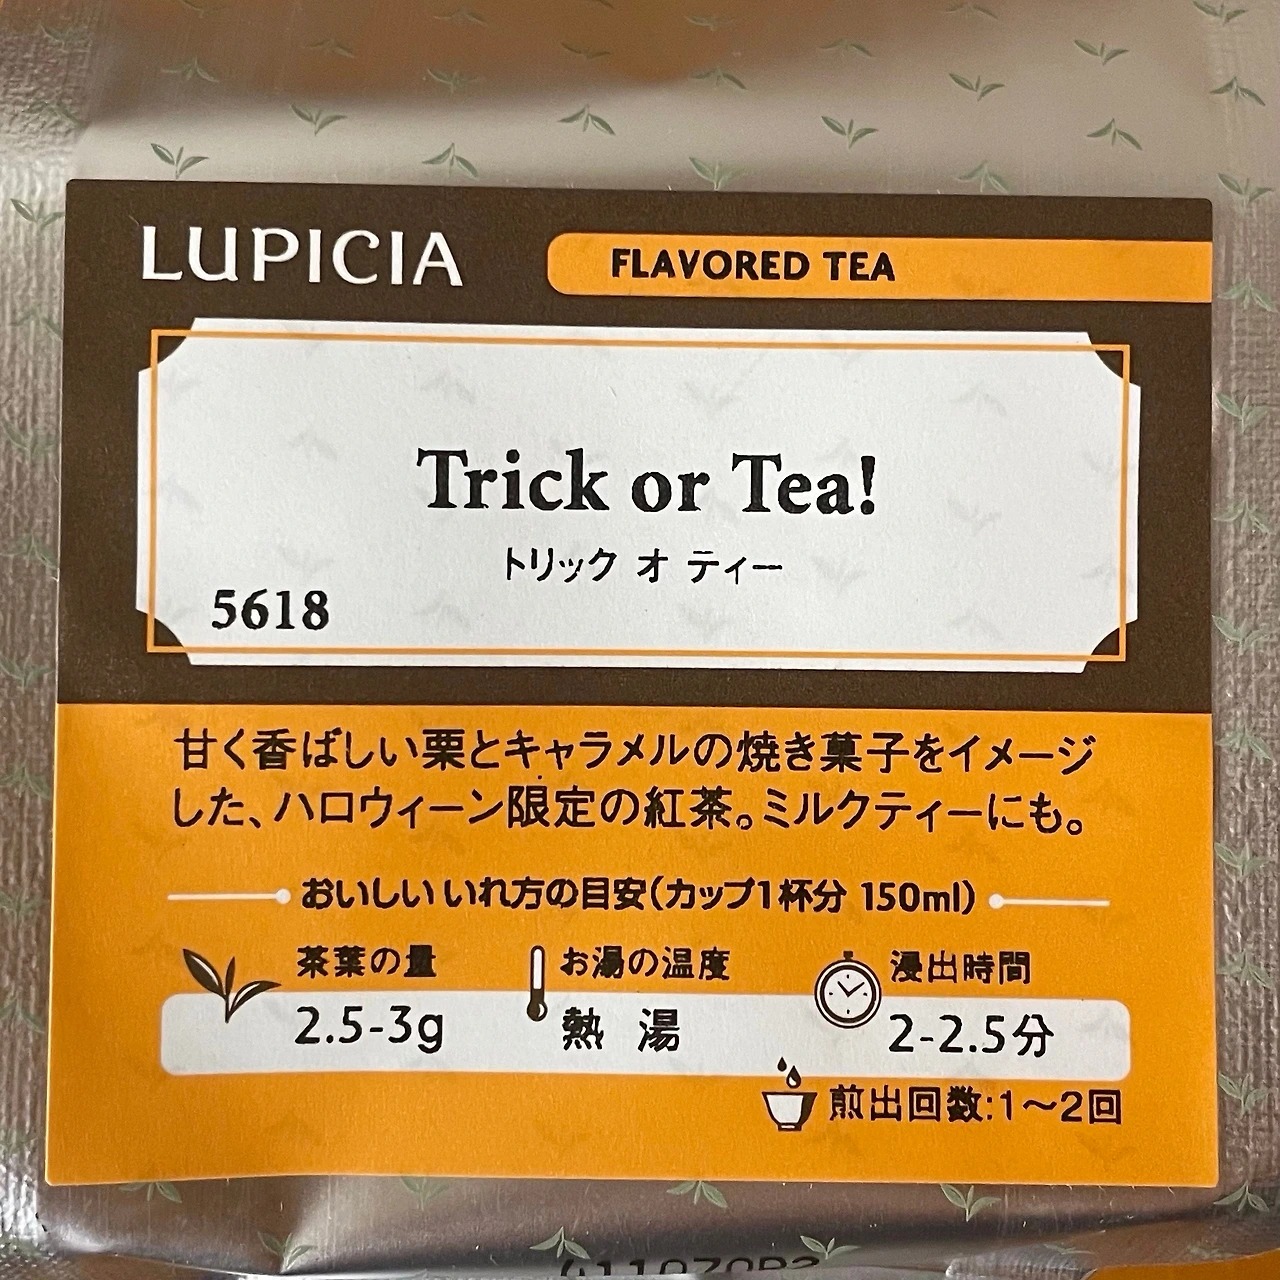 LUPICIA
FLAVORED TEA
Trick or Tea!
トリック オ ティー
5618
甘く香ばしい栗とキャラメルの焼き菓子をイメージ
した、ハロウィーン限定の紅茶。ミルクティーにも。
おいしいいれ方の目安(カップ1杯分 150ml)
茶葉の量 お湯の温度 浸出時間
2.5-3g 熱 湯 2-2.5分
煎出回数:1〜2回